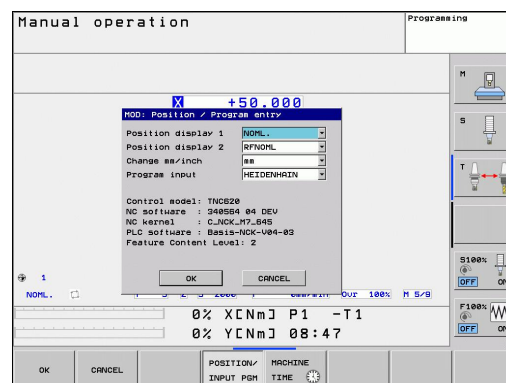 Manual operation
Programming
M
X +50.000
MOD: Position / Program entry
Position display 1 NOML.
Position display 2 RFNOML
Change mm/inch mm
Program input HEIDENHAIN
Control model: TNC620
NC software : 340564 04 DEV
NC kernel : C_NCK_M7_645
PLC software : Basis-NCK-V04-03
Feature Content Level: 2
OK CANCEL
S
T
S100%
OFF ON
F100%
OFF ON
1
NOML.
Ovr 100% M 5/9
0% X[Nm] P1 -T1
0% Y[Nm] 08:47
OK
CANCEL
POSITION/
INPUT PGM
MACHINE
TIME